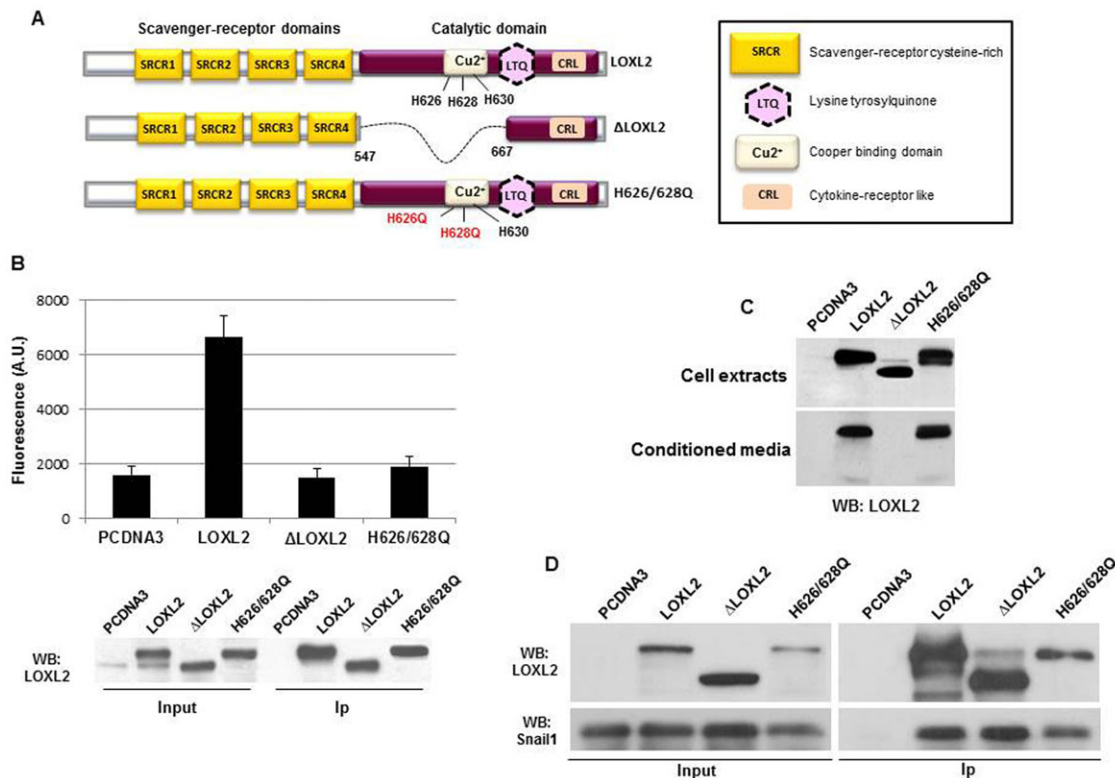 A
Scavenger-receptor domains
Catalytic domain
SRCR1 SRCR2 SRCR3 SRCR4 Cu2+ LTQ CRL LOXL2
H626 H628 H630
SRCR1 SRCR2 SRCR3 SRCR4 CRL ΔLOXL2
547 667
SRCR1 SRCR2 SRCR3 SRCR4 Cu2+ LTQ CRL H626/628Q
H626Q H628Q H630
SRCR Scavenger-receptor cysteine-rich
LTQ Lysine tyrosylquinone
Cu2+ Cooper binding domain
CRL Cytokine-receptor like
B
Fluorescence (A.U.)
8000
6000
4000
2000
0
PCDNA3 LOXL2 ΔLOXL2 H626/628Q
PCDNA3 LOXL2 ΔLOXL2 H626/628Q PCDNA3 LOXL2 ΔLOXL2 H626/628Q
WB:
LOXL2
Input Ip
C
PCDNA3 LOXL2 ΔLOXL2 H626/628Q
Cell extracts
Conditioned media
WB: LOXL2
D
PCDNA3 LOXL2 ΔLOXL2 H626/628Q PCDNA3 LOXL2 ΔLOXL2 H626/628Q
WB:
LOXL2
WB:
Snail1
Input Ip